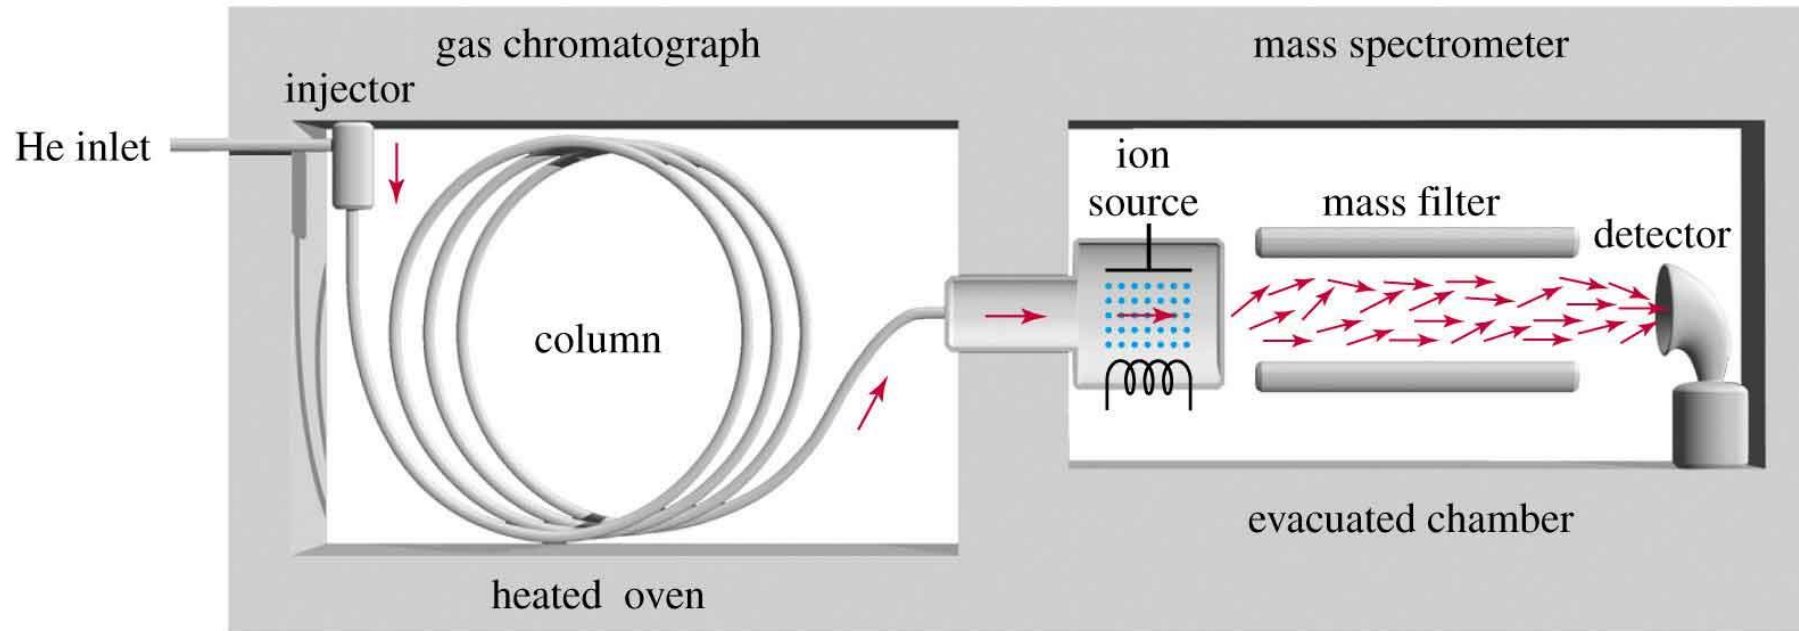 gas chromatograph
mass spectrometer
injector
He inlet
ion
source
mass filter
detector
column
evacuated chamber
heated oven